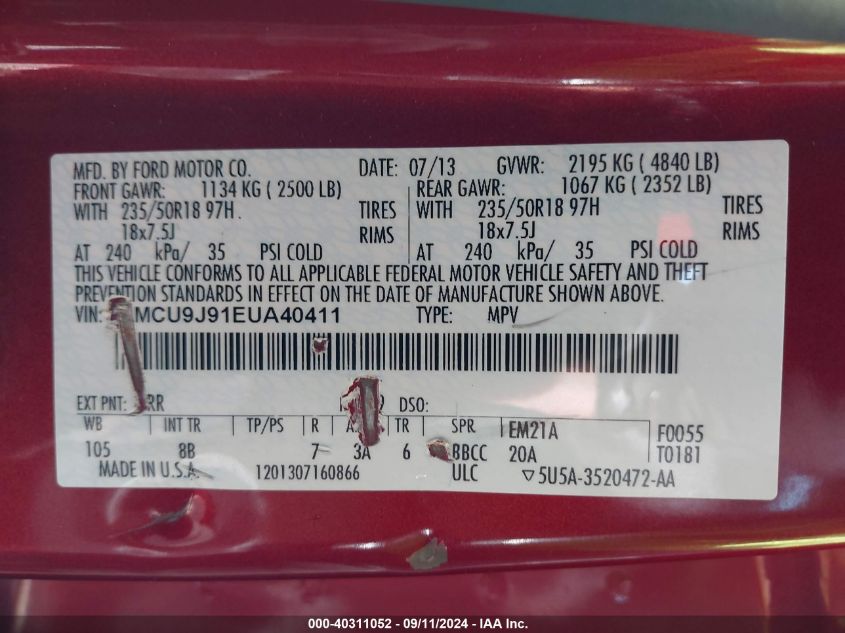 MFD. BY FORD MOTOR CO. DATE: 07/13 GVWR: 2195 KG ( 4840 LB)
FRONT GAWR: 1134 KG ( 2500 LB) REAR GAWR: 1067 KG ( 2352 LB)
WITH 235/50R18 97H TIRES WITH 235/50R18 97H TIRES
18x7.5J RIMS 18x7.5J RIMS
AT 240 kPa/ 35 PSI COLD AT 240 kPa/ 35 PSI COLD
THIS VEHICLE CONFORMS TO ALL APPLICABLE FEDERAL MOTOR VEHICLE SAFETY AND THEFT
PREVENTION STANDARDS IN EFFECT ON THE DATE OF MANUFACTURE SHOWN ABOVE.
VIN: MCU9J91EUA40411 TYPE: MPV
EXT PNT: RR DSO:
WB INT TR TP/PS R TR SPR EM21A F0055
105 8B 7 3A 6 BBCC 20A T0181
MADE IN U.S.A. 1201307160866 ULC ▽5U5A-3520472-AA
000-40311052 - 09/11/2024 - IAA Inc.